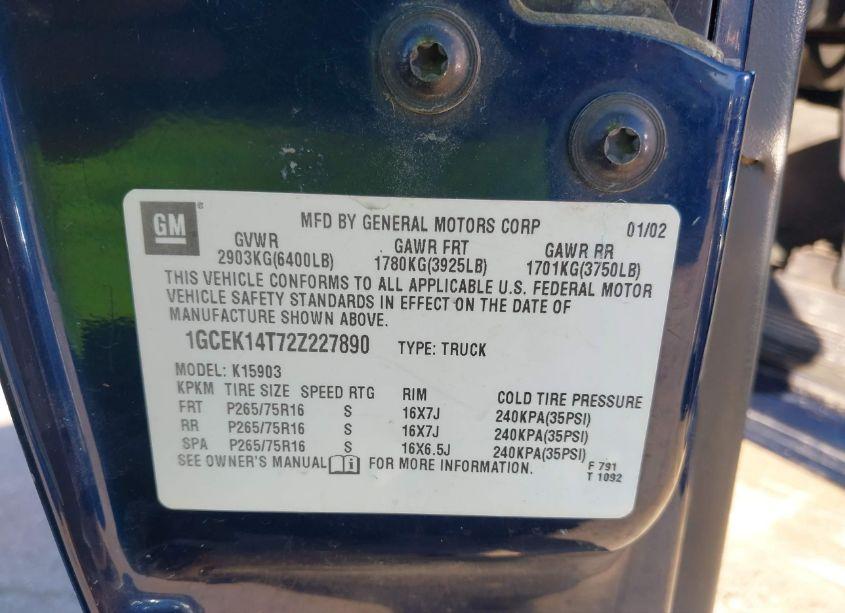 GM ® MFD BY GENERAL MOTORS CORP 01/02
GVWR GAWR FRT GAWR RR
2903KG(6400LB) 1780KG(3925LB) 1701KG(3750LB)
THIS VEHICLE CONFORMS TO ALL APPLICABLE U.S. FEDERAL MOTOR
VEHICLE SAFETY STANDARDS IN EFFECT ON THE DATE OF
MANUFACTURE SHOWN ABOVE.
1GCEK14T72Z227890 TYPE: TRUCK
MODEL: K15903
KPKM TIRE SIZE SPEED RTG RIM COLD TIRE PRESSURE
FRT P265/75R16 S 16X7J 240KPA(35PSI)
RR P265/75R16 S 16X7J 240KPA(35PSI)
SPA P265/75R16 S 16X6.5J 240KPA(35PSI)
SEE OWNER'S MANUAL FOR MORE INFORMATION.
F 791
T 1092